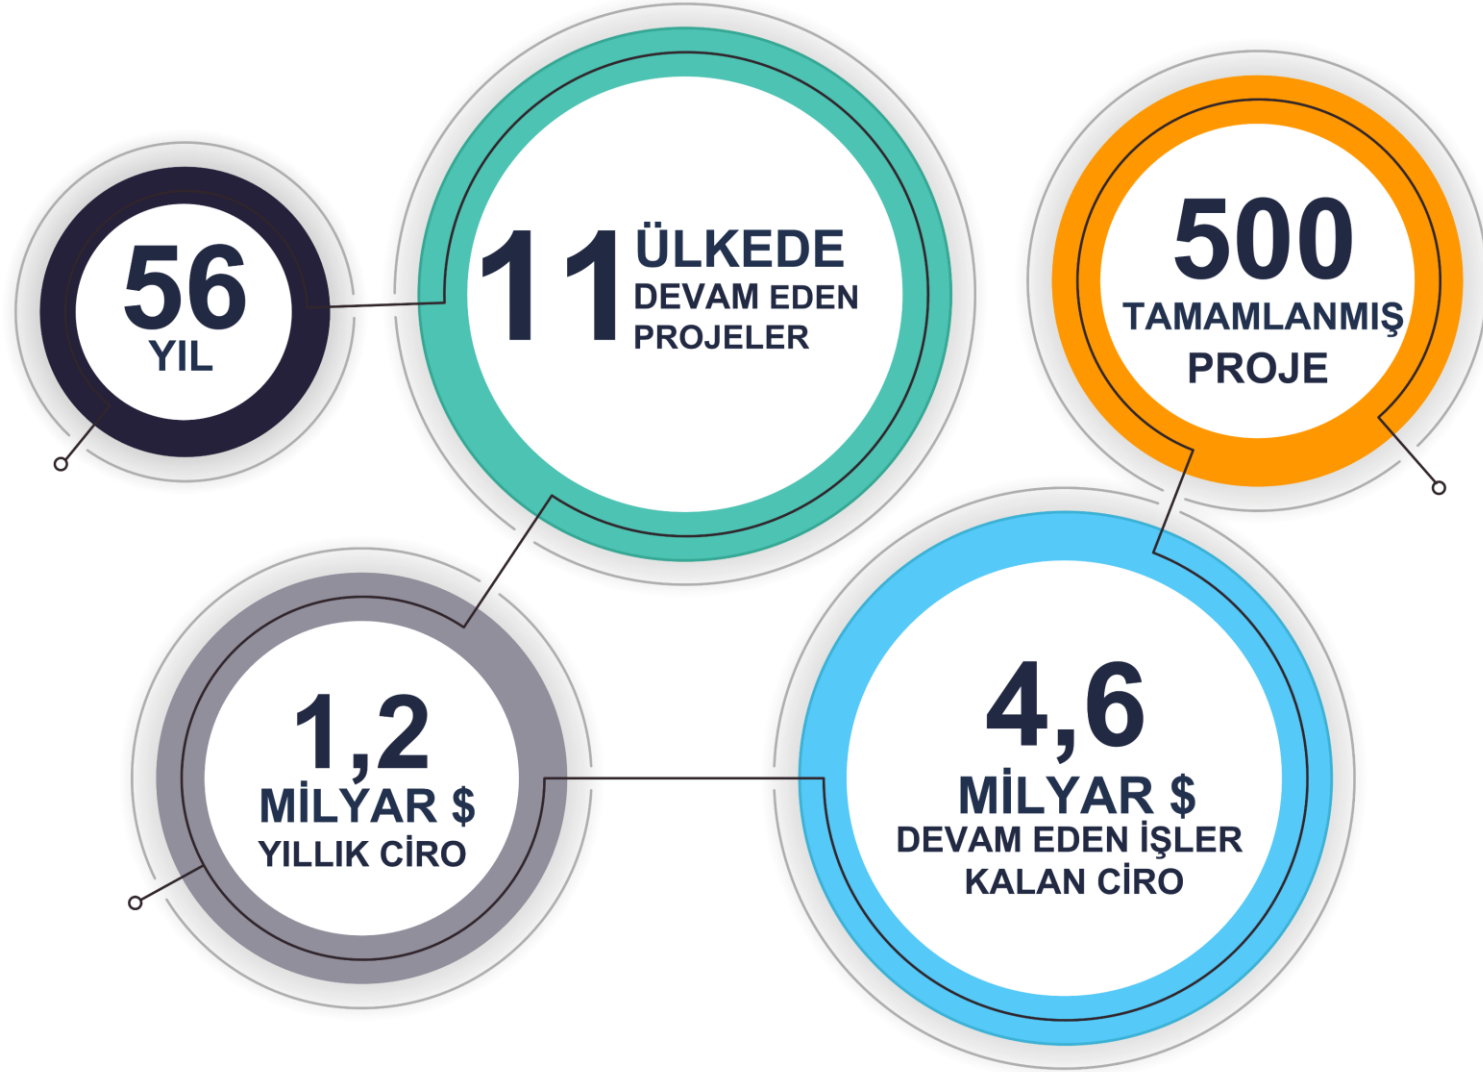 56
YIL
11 ÜLKEDE
DEVAM EDEN
PROJELER
500
TAMAMLANMIŞ
PROJE
1,2
MİLYAR $
YILLIK CİRO
4,6
MİLYAR $
DEVAM EDEN İŞLER
KALAN CİRO